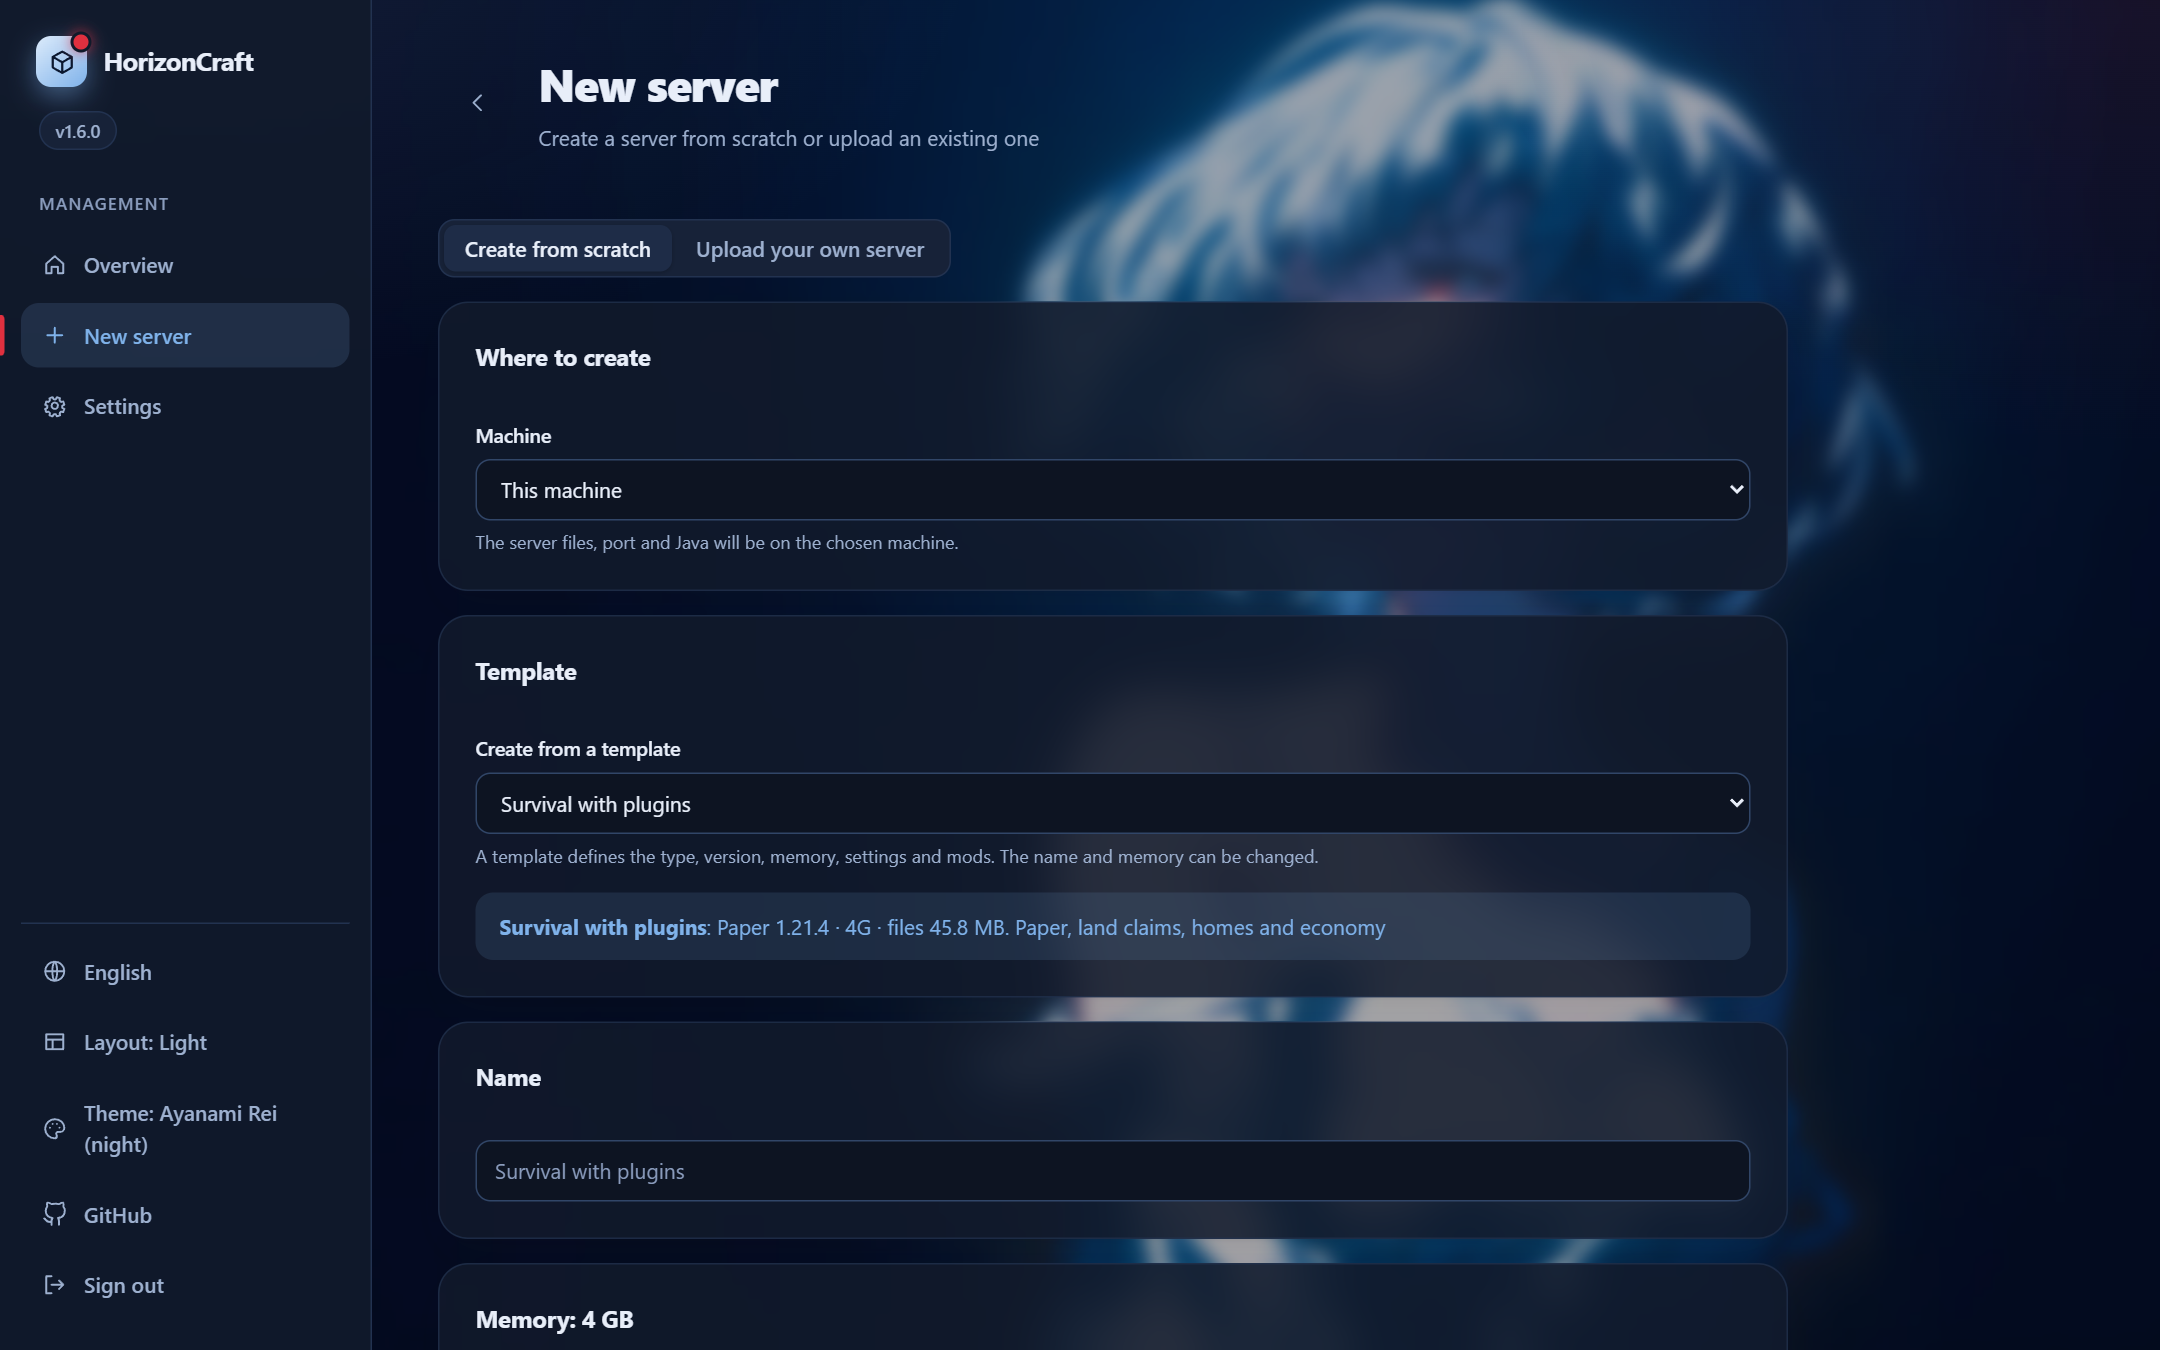 HorizonCraft
v1.6.0
MANAGEMENT
Overview
New server
Settings
English
Layout: Light
Theme: Ayanami Rei
(night)
GitHub
Sign out
New server
Create a server from scratch or upload an existing one
Create from scratch
Upload your own server
Where to create
Machine
This machine
The server files, port and Java will be on the chosen machine.
Template
Create from a template
Survival with plugins
A template defines the type, version, memory, settings and mods. The name and memory can be changed.
Survival with plugins: Paper 1.21.4 · 4G · files 45.8 MB. Paper, land claims, homes and economy
Name
Survival with plugins
Memory: 4 GB